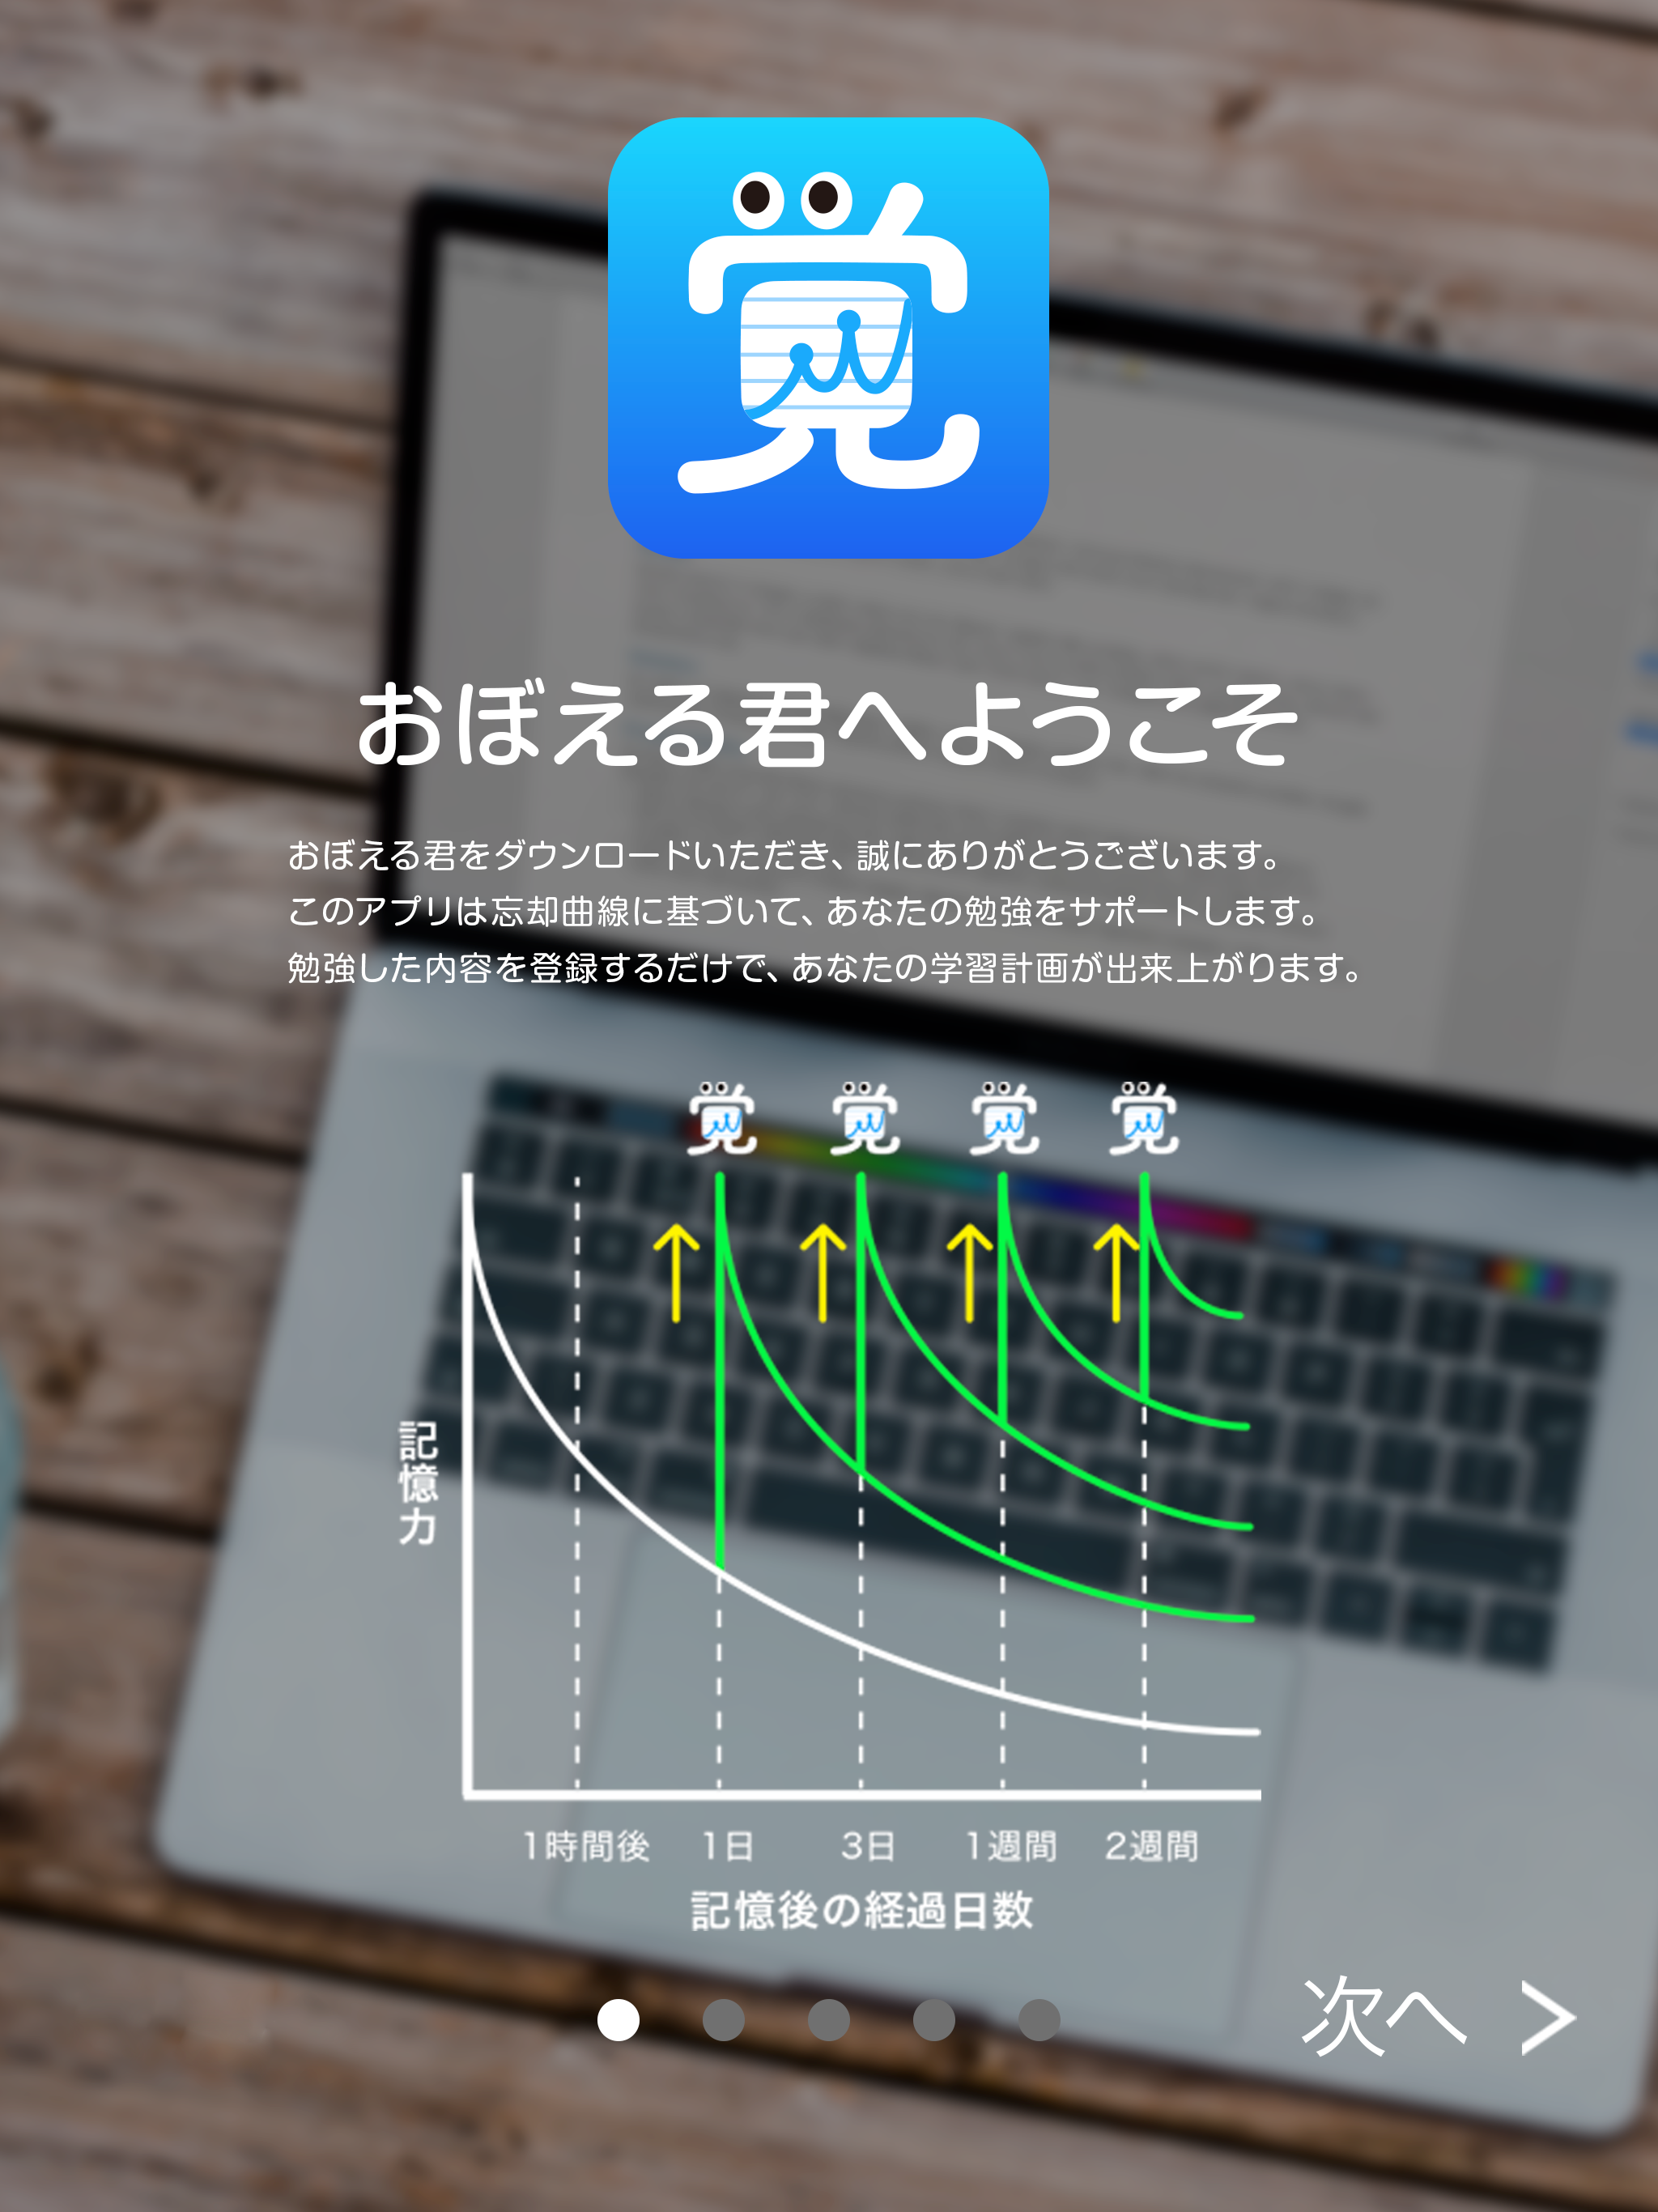 覚
おぼえる君へようこそ
おぼえる君をダウンロードいただき、誠にありがとうございます。
このアプリは忘却曲線に基づいて、あなたの勉強をサポートします。
勉強した内容を登録するだけで、あなたの学習計画が出来上がります。
覚 覚 覚 覚
記憶力
1時間後 1日 3日 1週間 2週間
記憶後の経過日数
次へ